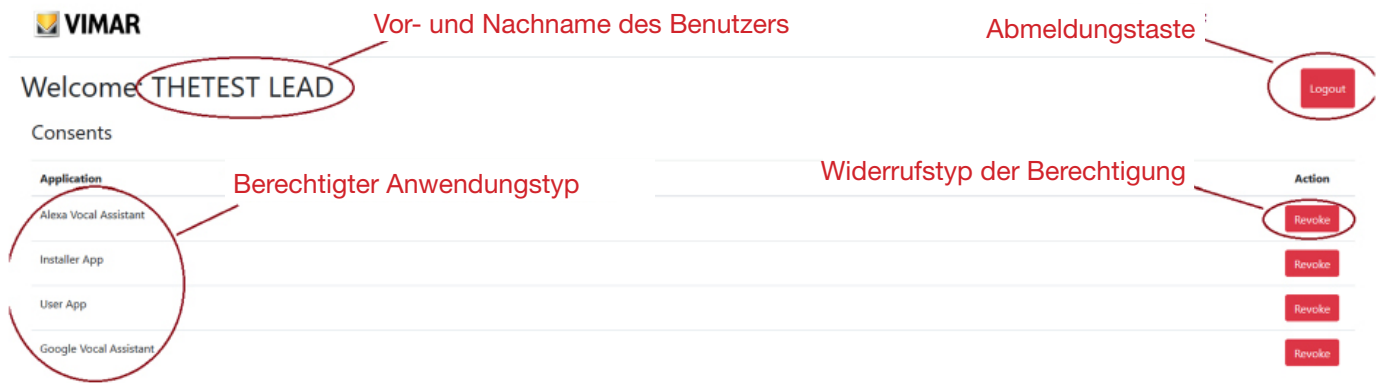 VIMAR
Vor- und Nachname des Benutzers
Abmeldungstaste
Welcome: THETEST LEAD
Logout
Consents
Berechtigter Anwendungstyp
Widerrufstyp der Berechtigung
Application
Action
Alexa Vocal Assistant
Revoke
Installer App
Revoke
User App
Revoke
Google Vocal Assistant
Revoke